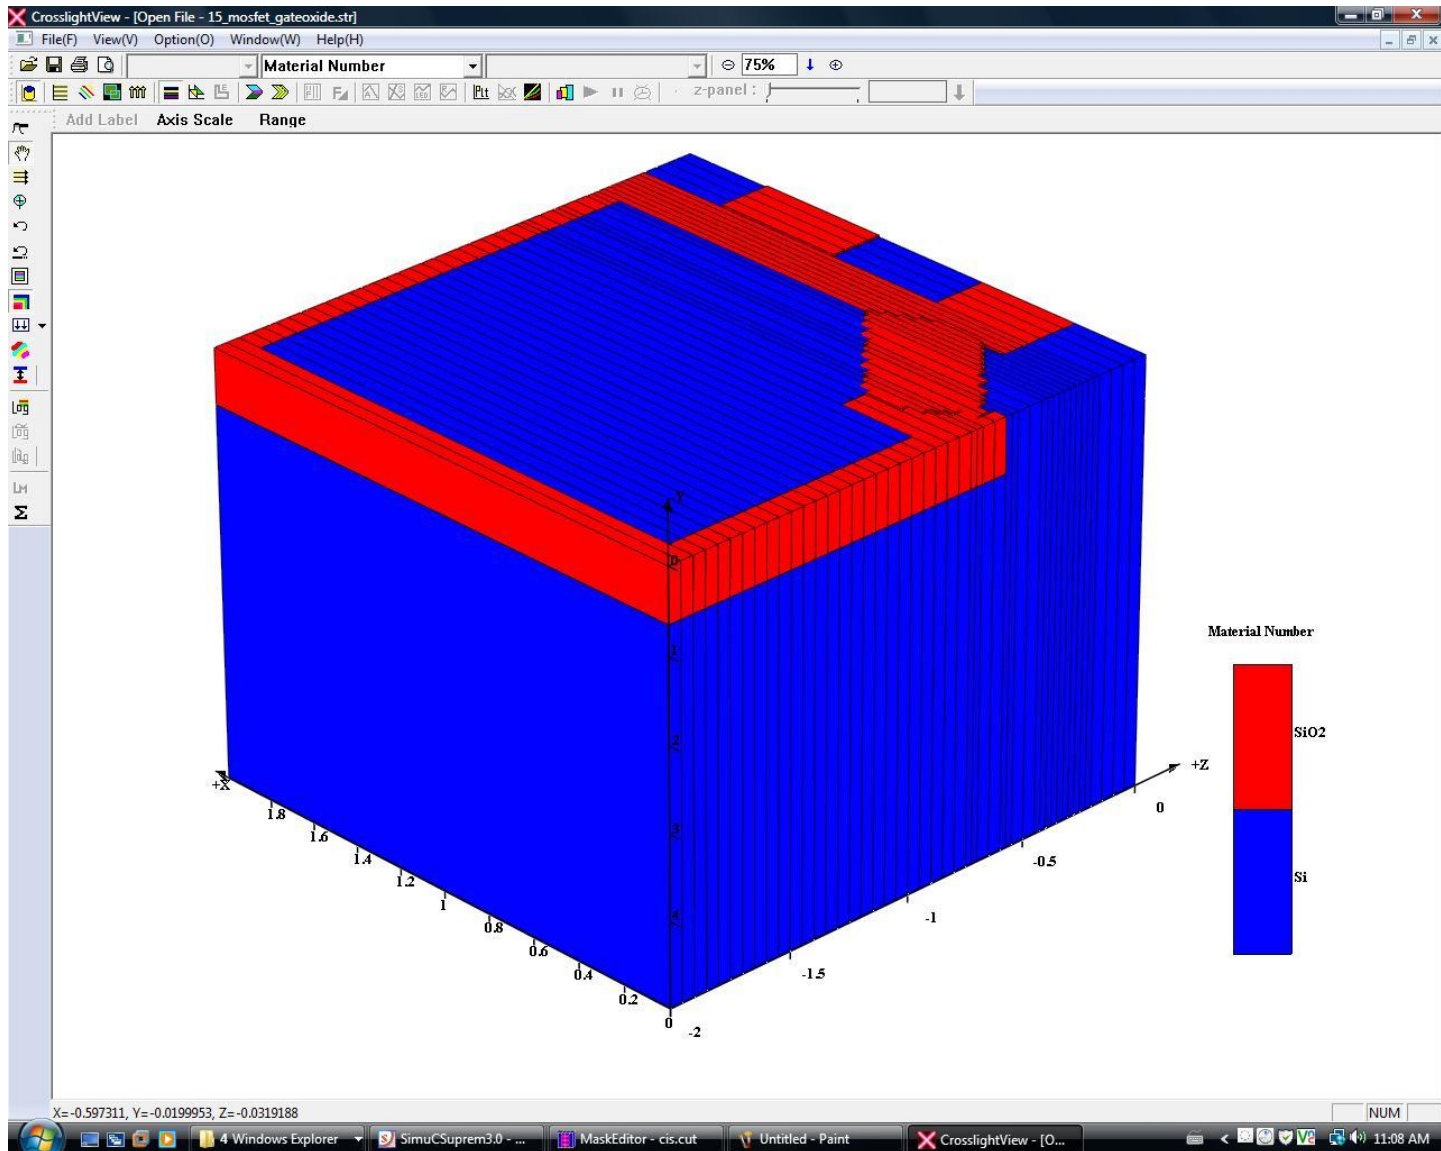 CrosslightView - [Open File - 15_mosfet_gateoxide.str]
File(F) View(V) Option(O) Window(W) Help(H)
Material Number 75%
Plt z-panel:
Add Label Axis Scale Range
Y
0
1
2
3
4
Material Number
SiO2
Si
+X
1.8
1.6
1.4
1.2
1
0.8
0.6
0.4
0.2
0
-2
-1.5
-1
-0.5
0
+Z
Log
LM
Σ
X=-0.597311, Y=-0.0199953, Z=-0.0319188
NUM
4 Windows Explorer SimuCSuprem3.0 - ... MaskEditor - cis.cut Untitled - Paint CrosslightView - [O... 11:08 AM